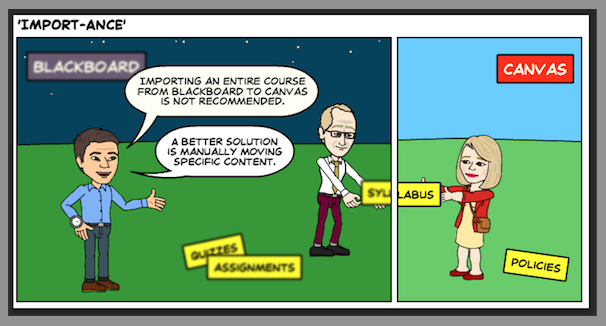 'IMPORT-ANCE'
BLACKBOARD
IMPORTING AN ENTIRE COURSE
FROM BLACKBOARD TO CANVAS
IS NOT RECOMMENDED.
A BETTER SOLUTION
IS MANUALLY MOVING
SPECIFIC CONTENT.
QUIZZES
ASSIGNMENTS
CANVAS
SYLLABUS
POLICIES